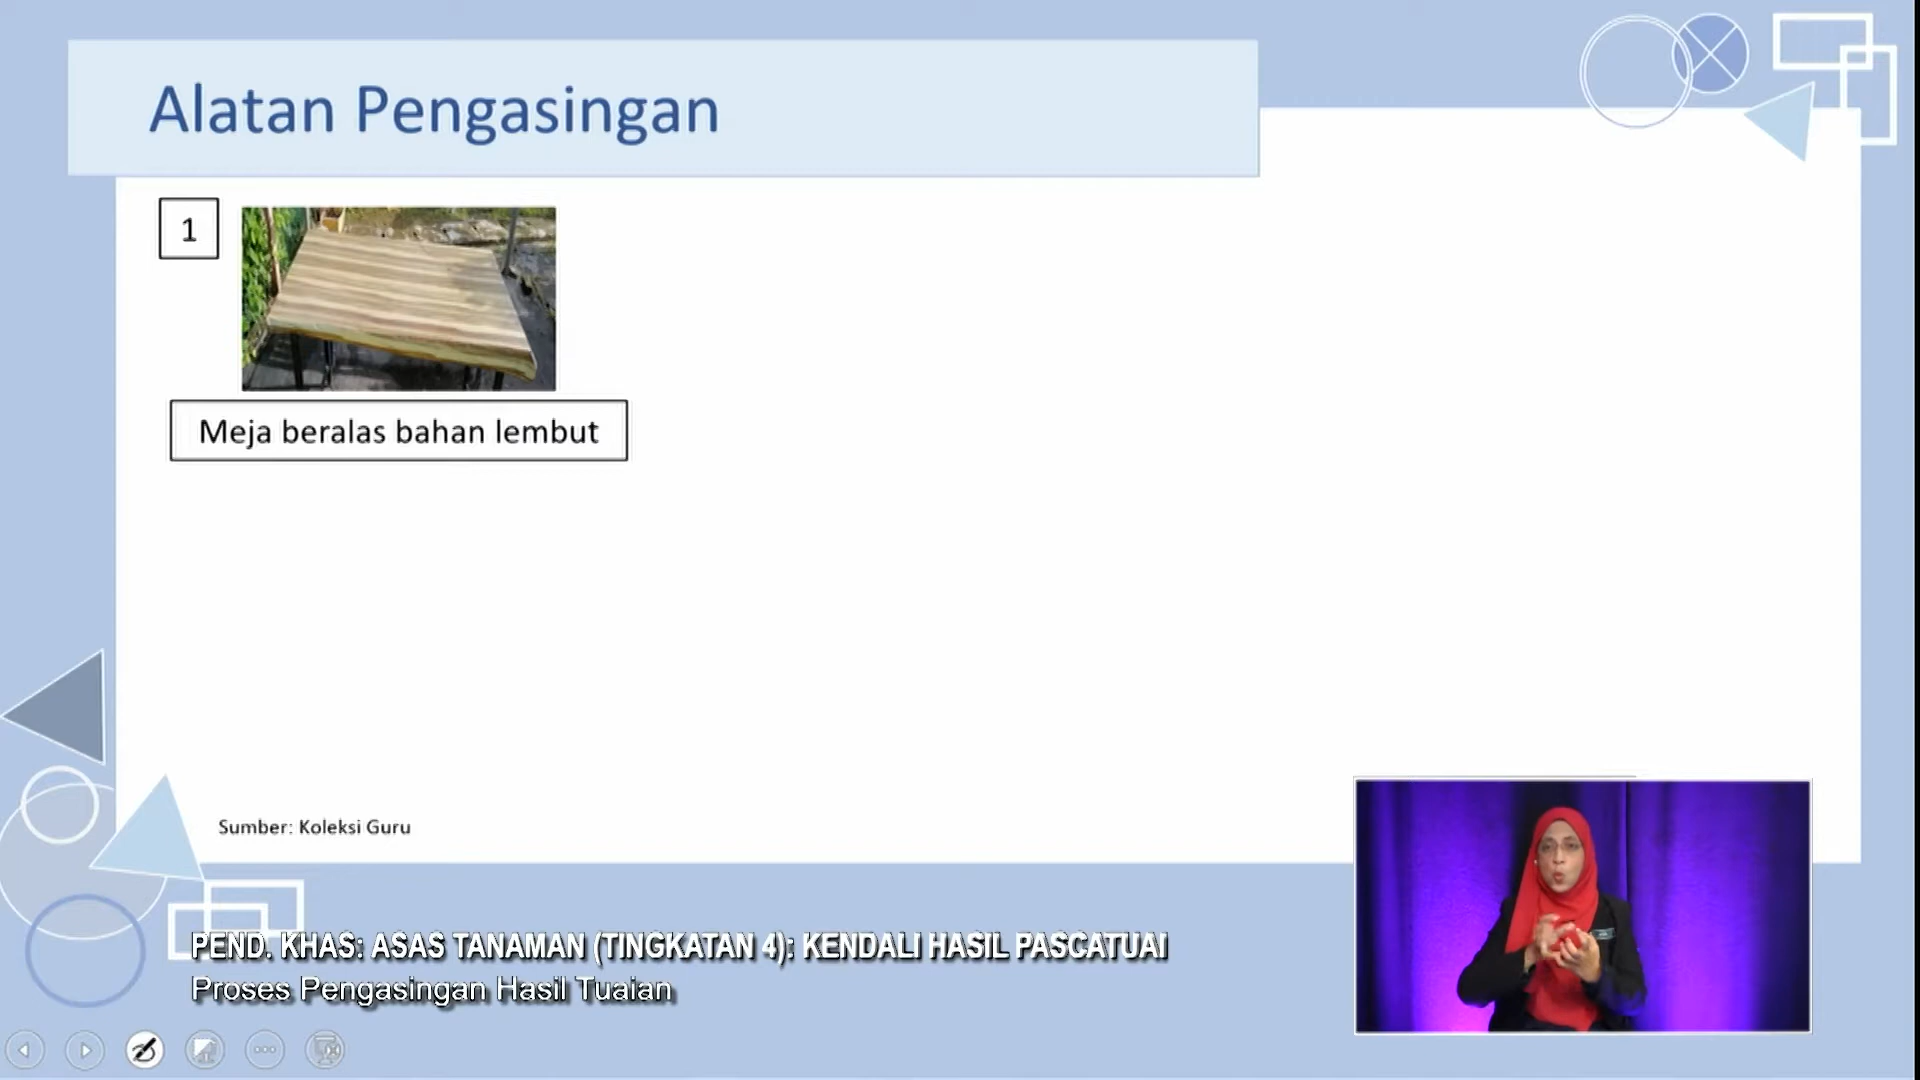 Alatan Pengasingan
1
Meja beralas bahan lembut
Sumber: Koleksi Guru
PEND. KHAS: ASAS TANAMAN (TINGKATAN 4): KENDALI HASIL PASCATUAI
Proses Pengasingan Hasil Tuaian